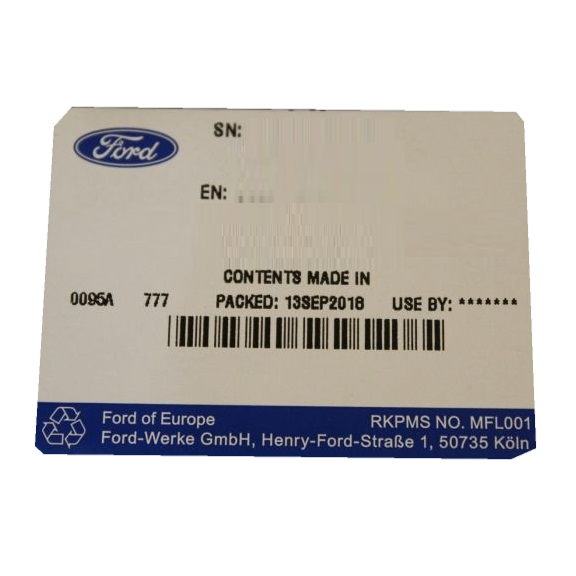 Ford
SN:
EN:
CONTENTS MADE IN
0095A 777 PACKED: 13SEP2018 USE BY: *******
Ford of Europe RKPMS NO. MFL001
Ford-Werke GmbH, Henry-Ford-Straße 1, 50735 Köln